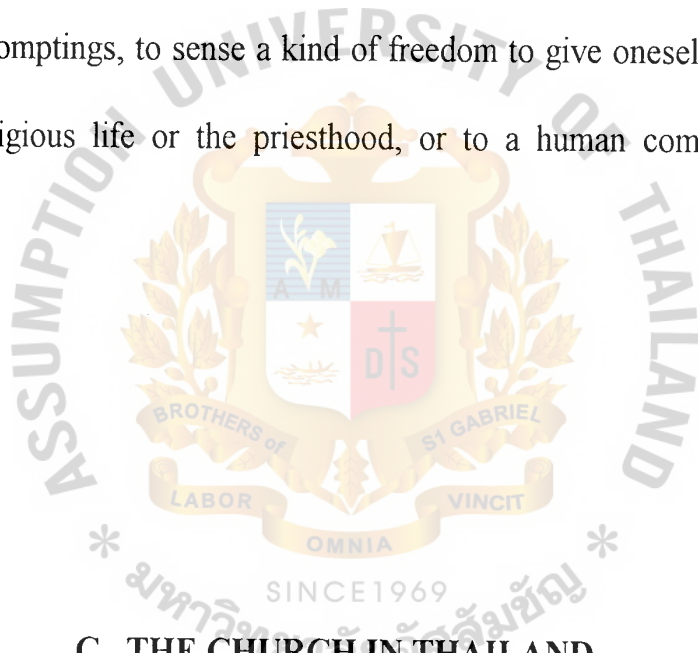 omptings, to sense a kind of freedom to give onesel
igious life or the priesthood, or to a human com
ASSUMPTION UNIVERSITY OF THAILAND
A M
D S
BROTHERS of ST GABRIEL
LABOR VINCIT
OMNIA
SINCE1969
C. THE CHURCH IN THAILAND